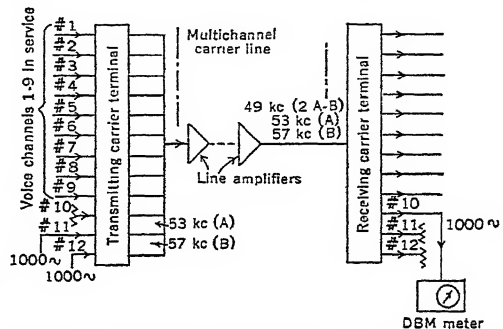 Voice channels 1-9 in service
#1
#2
#3
#4
#5
#6
#7
#8
#9
#10
#11
#12
1000~
1000~
Transmitting carrier terminal
53 kc (A)
57 kc (B)
Multichannel
carrier line
Line amplifiers
49 kc (2 A-B)
53 kc (A)
57 kc (B)
Receiving carrier terminal
#10
#11
#12
1000~
DBM meter